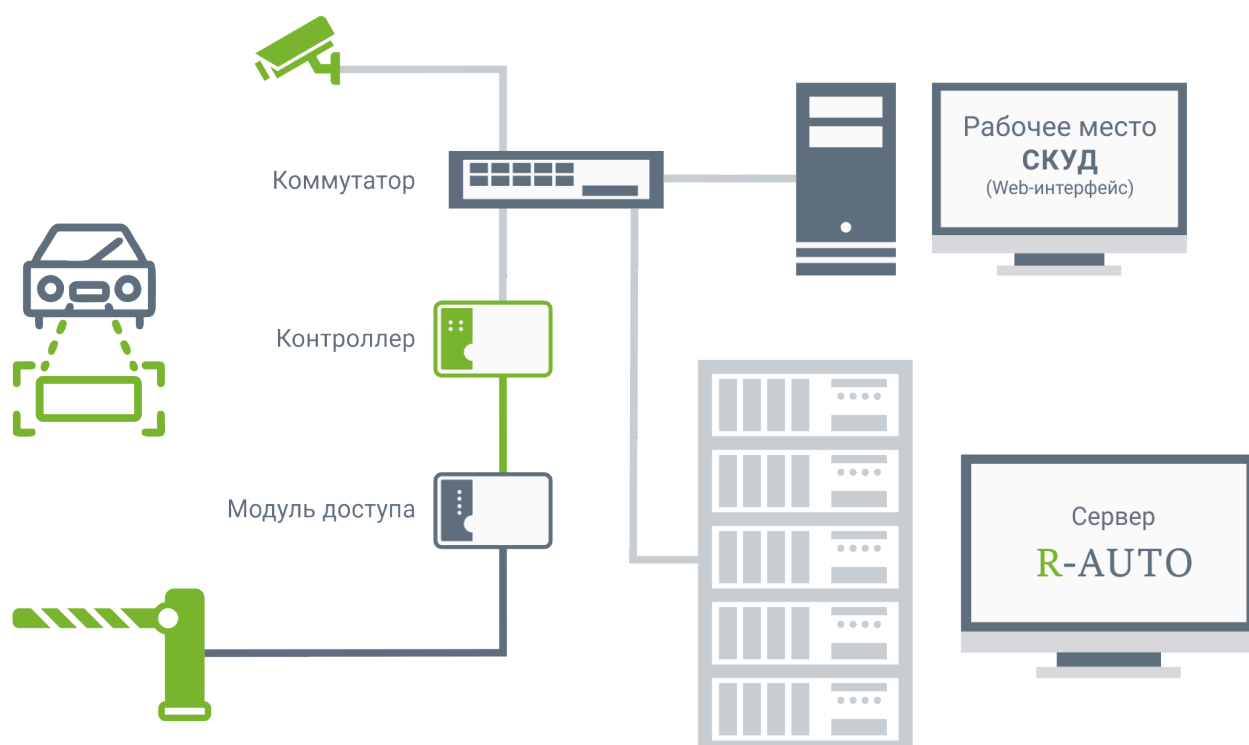 Рабочее место
СКУД
(Web-интерфейс)
Коммутатор
Контроллер
Модуль доступа
Сервер
R-AUTO